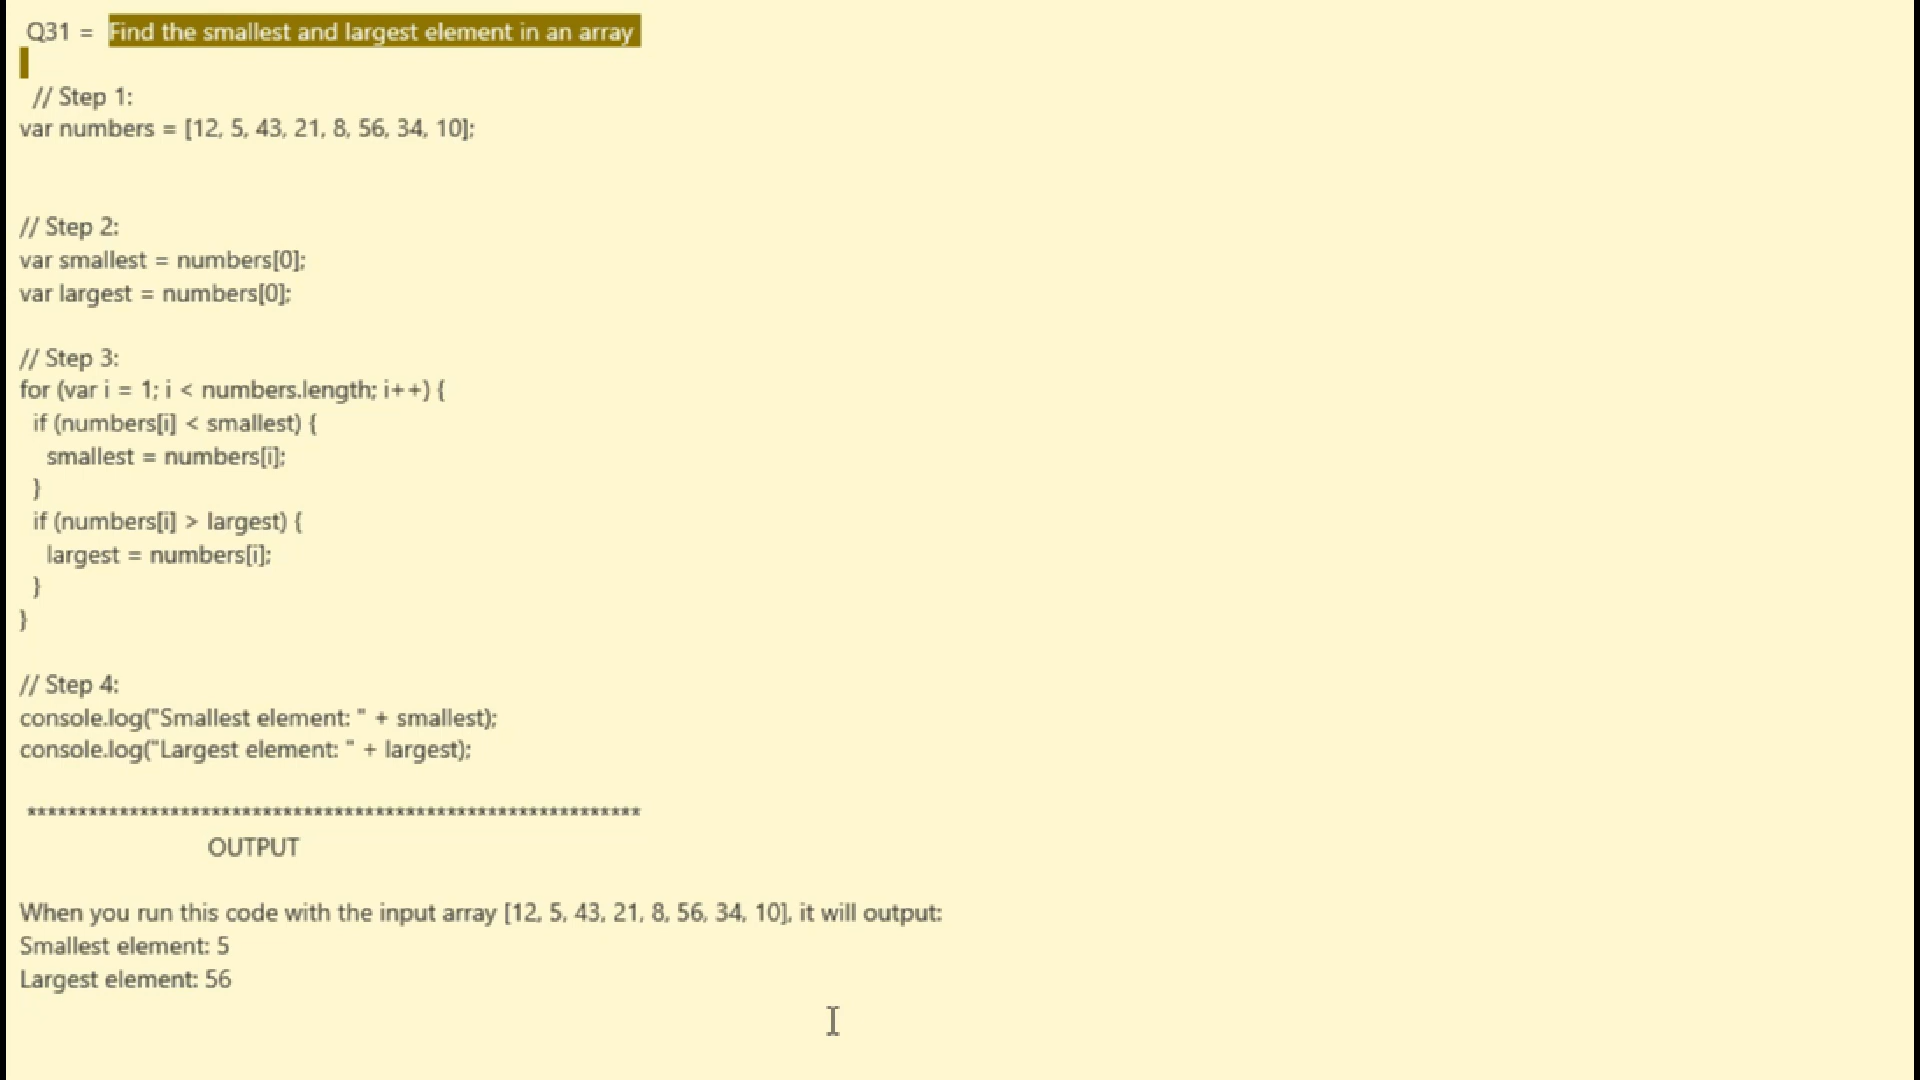 Q31 = Find the smallest and largest element in an array
// Step 1:
var numbers = [12, 5, 43, 21, 8, 56, 34, 10];
// Step 2:
var smallest = numbers[0];
var largest = numbers[0];
// Step 3:
for (var i = 1; i < numbers.length; i++) {
if (numbers[i] < smallest) {
smallest = numbers[i];
}
if (numbers[i] > largest) {
largest = numbers[i];
}
}
// Step 4:
console.log("Smallest element: " + smallest);
console.log("Largest element: " + largest);
*************************************************************
OUTPUT
When you run this code with the input array [12, 5, 43, 21, 8, 56, 34, 10], it will output:
Smallest element: 5
Largest element: 56